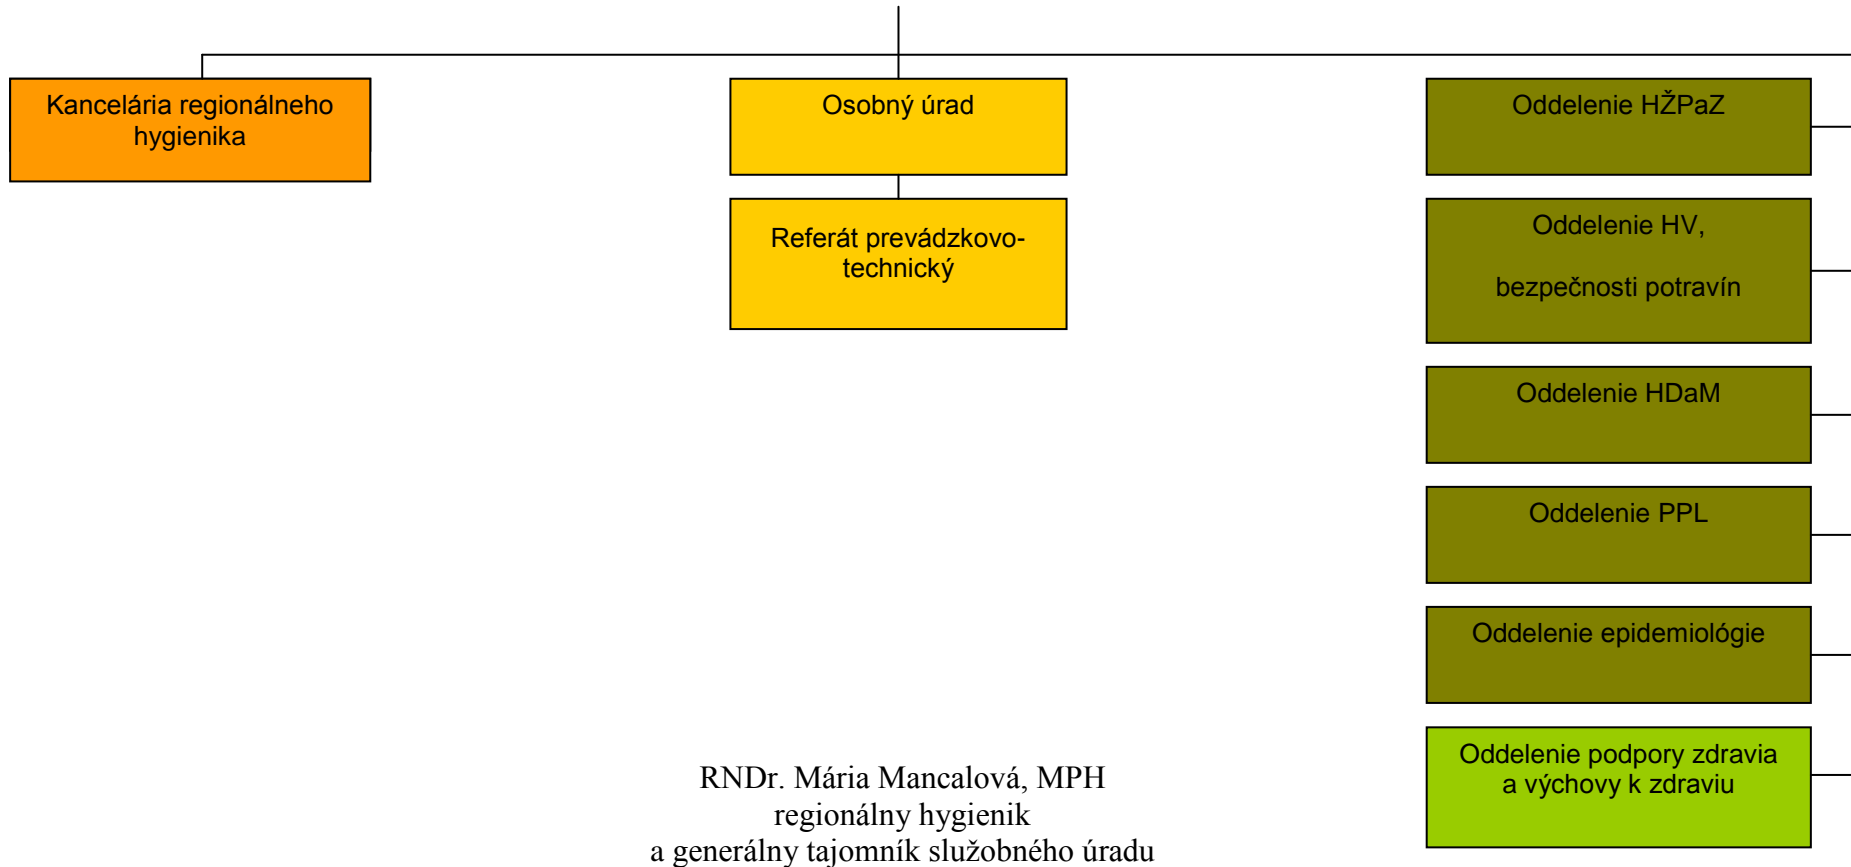 Kancelária regionálneho
hygienika
Osobný úrad
Referát prevádzkovo-
technický
Oddelenie HŽPaZ
Oddelenie HV,
bezpečnosti potravín
Oddelenie HDaM
Oddelenie PPL
Oddelenie epidemiológie
Oddelenie podpory zdravia
a výchovy k zdraviu
RNDr. Mária Mancalová, MPH
regionálny hygienik
a generálny tajomník služobného úradu